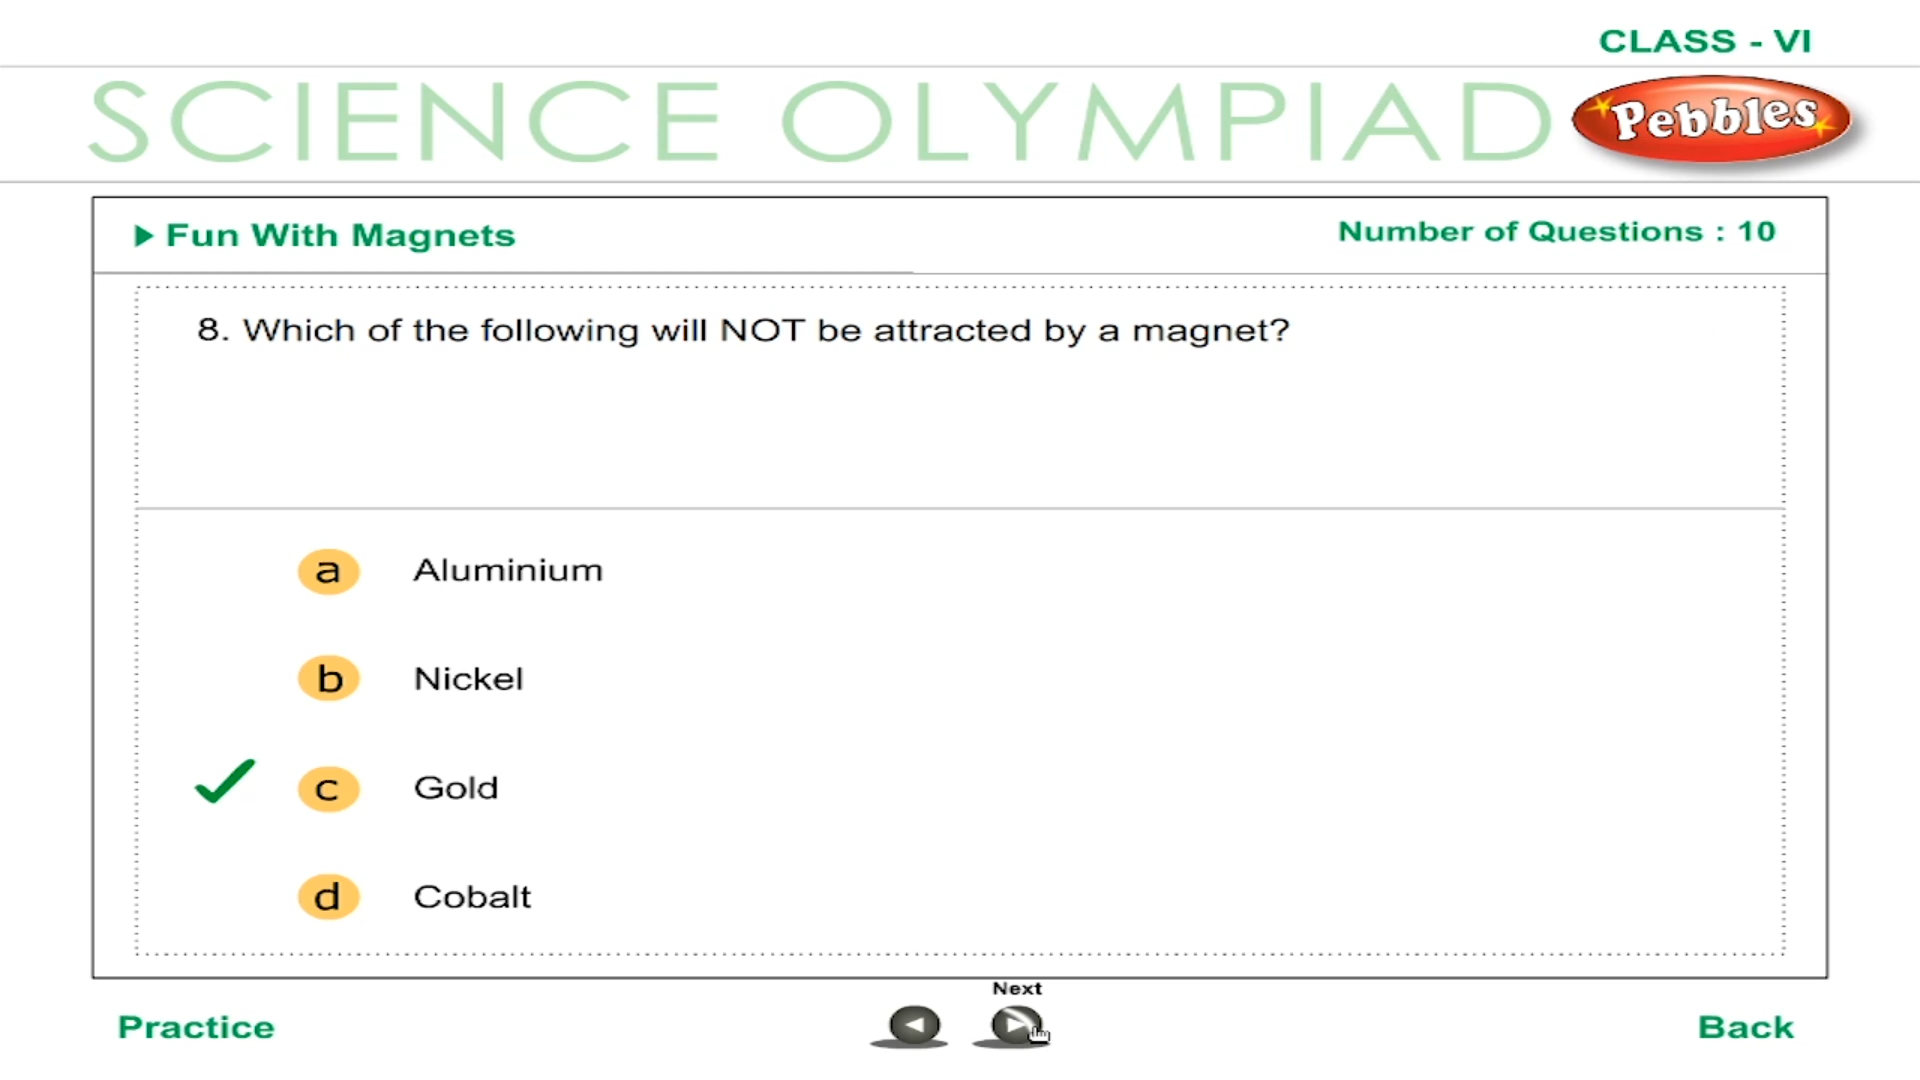 CLASS - VI
SCIENCE OLYMPIAD
Pebbles
Fun With Magnets
Number of Questions : 10
8. Which of the following will NOT be attracted by a magnet?
a Aluminium
b Nickel
c Gold
d Cobalt
Next
Practice
Back